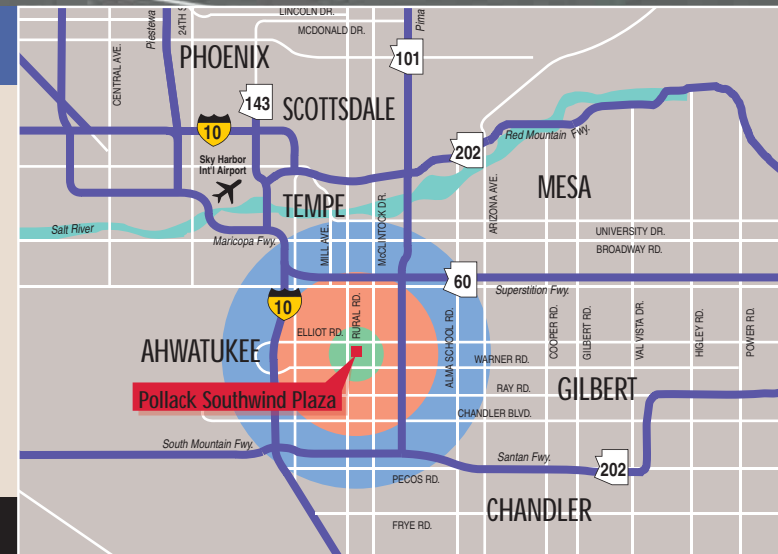 LINCOLN DR.
MCDONALD DR.
Piestewa
24TH S
Pima
CENTRAL AVE.
PHOENIX
101
143
SCOTTSDALE
10
202
Red Mountain Fwy.
Sky Harbor
Int'l Airport
MESA
ARIZONA AVE.
TEMPE
McCLINTOCK DR.
MILL AVE.
Salt River
Maricopa Fwy.
UNIVERSITY DR.
BROADWAY RD.
60
Superstition Fwy.
10
ELLIOT RD.
RURAL RD.
ALMA SCHOOL RD.
COOPER RD.
GILBERT RD.
VAL VISTA DR.
HIGLEY RD.
POWER RD.
AHWATUKEE
WARNER RD.
RAY RD.
GILBERT
Pollack Southwind Plaza
CHANDLER BLVD.
South Mountain Fwy.
Santan Fwy.
202
PECOS RD.
CHANDLER
FRYE RD.